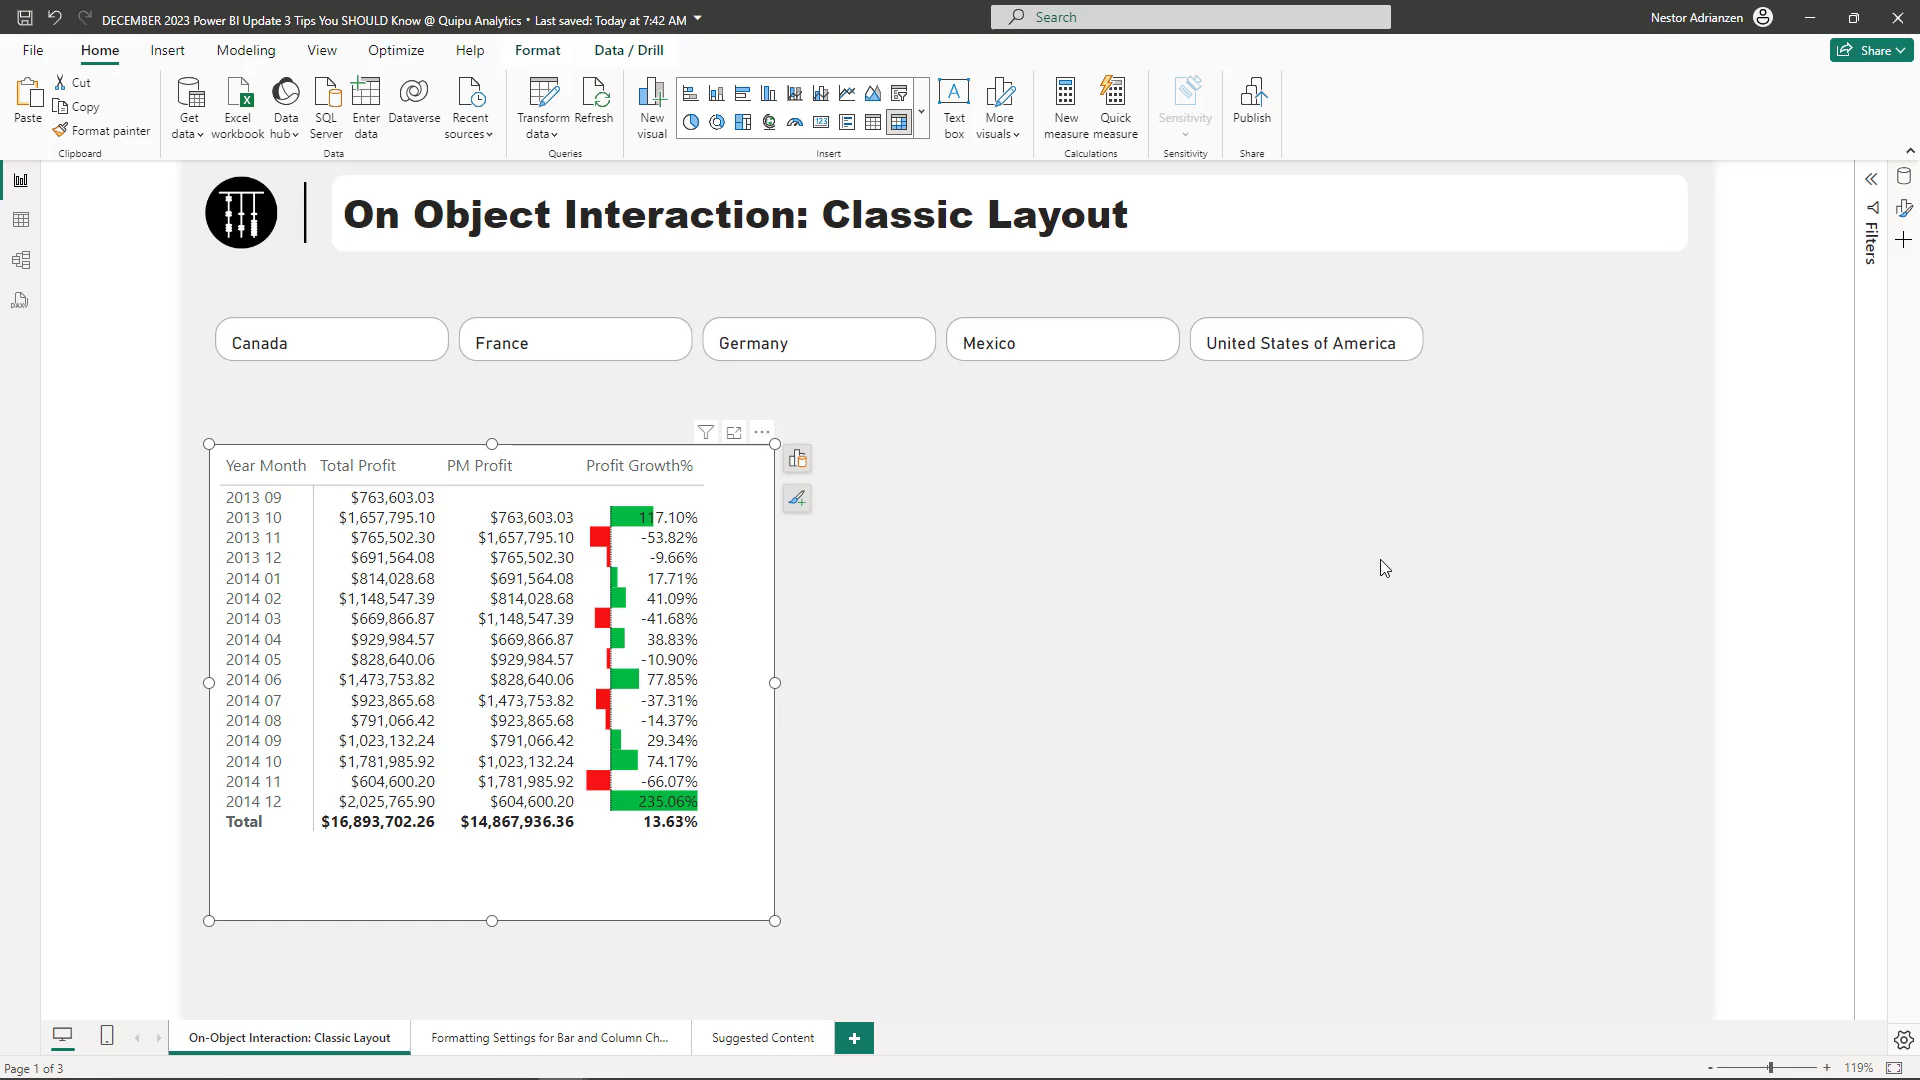 DECEMBER 2023 Power BI Update 3 Tips You SHOULD Know @ Quipu Analytics • Last saved: Today at 7:42 AM
Search
Nestor Adrianzen
File Home Insert Modeling View Optimize Help Format Data / Drill
Share
Paste
Cut
Copy
Format painter
Clipboard
Get data
Excel workbook
Data hub
SQL Server
Enter data
Dataverse
Recent sources
Data
Transform data
Refresh
Queries
New visual
123
A
Text box
More visuals
Insert
New measure
Quick measure
Calculations
Sensitivity
Sensitivity
Publish
Share
DAX
Filters
On Object Interaction: Classic Layout
Canada France Germany Mexico United States of America
Year Month Total Profit PM Profit Profit Growth%
2013 09 $763,603.03
2013 10 $1,657,795.10 $763,603.03 117.10%
2013 11 $765,502.30 $1,657,795.10 -53.82%
2013 12 $691,564.08 $765,502.30 -9.66%
2014 01 $814,028.68 $691,564.08 17.71%
2014 02 $1,148,547.39 $814,028.68 41.09%
2014 03 $669,866.87 $1,148,547.39 -41.68%
2014 04 $929,984.57 $669,866.87 38.83%
2014 05 $828,640.06 $929,984.57 -10.90%
2014 06 $1,473,753.82 $828,640.06 77.85%
2014 07 $923,865.68 $1,473,753.82 -37.31%
2014 08 $791,066.42 $923,865.68 -14.37%
2014 09 $1,023,132.24 $791,066.42 29.34%
2014 10 $1,781,985.92 $1,023,132.24 74.17%
2014 11 $604,600.20 $1,781,985.92 -66.07%
2014 12 $2,025,765.90 $604,600.20 235.06%
Total $16,893,702.26 $14,867,936.36 13.63%
On-Object Interaction: Classic Layout Formatting Settings for Bar and Column Ch... Suggested Content
Page 1 of 3
119%